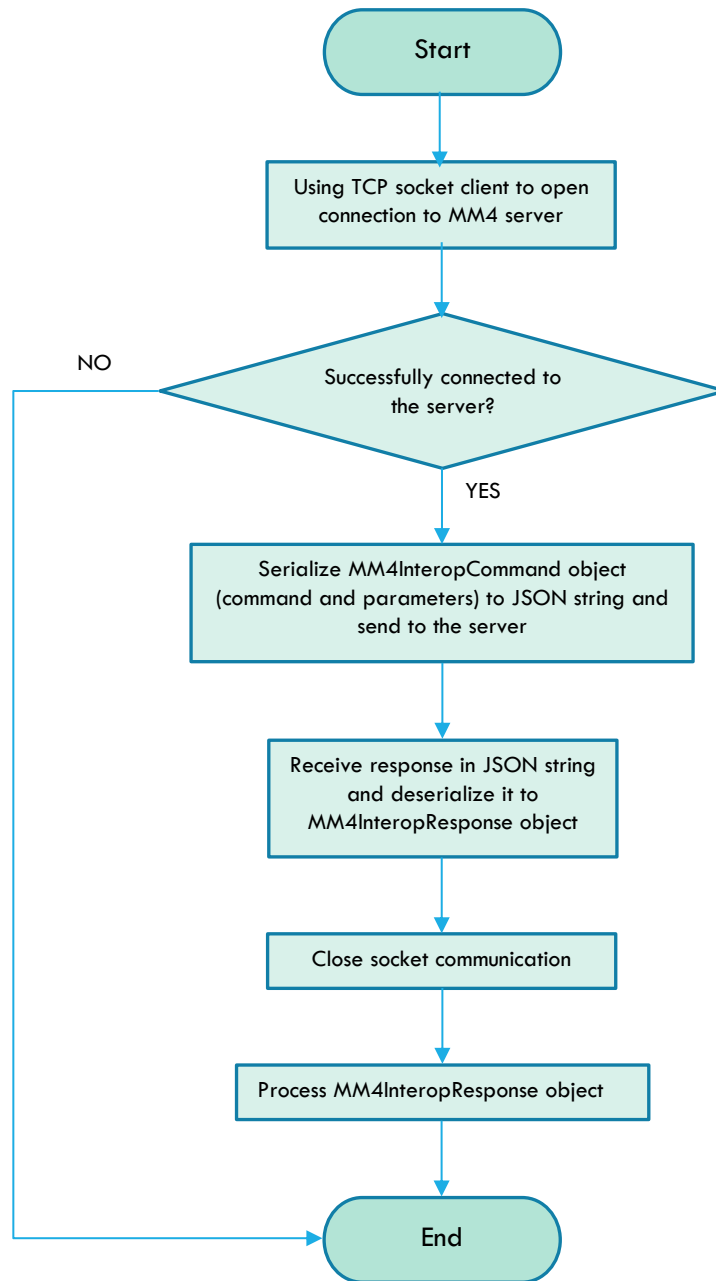 Start
Using TCP socket client to open
connection to MM4 server
NO
Successfully connected to
the server?
YES
Serialize MM4InteropCommand object
(command and parameters) to JSON string and
send to the server
Receive response in JSON string
and deserialize it to
MM4InteropResponse object
Close socket communication
Process MM4InteropResponse object
End